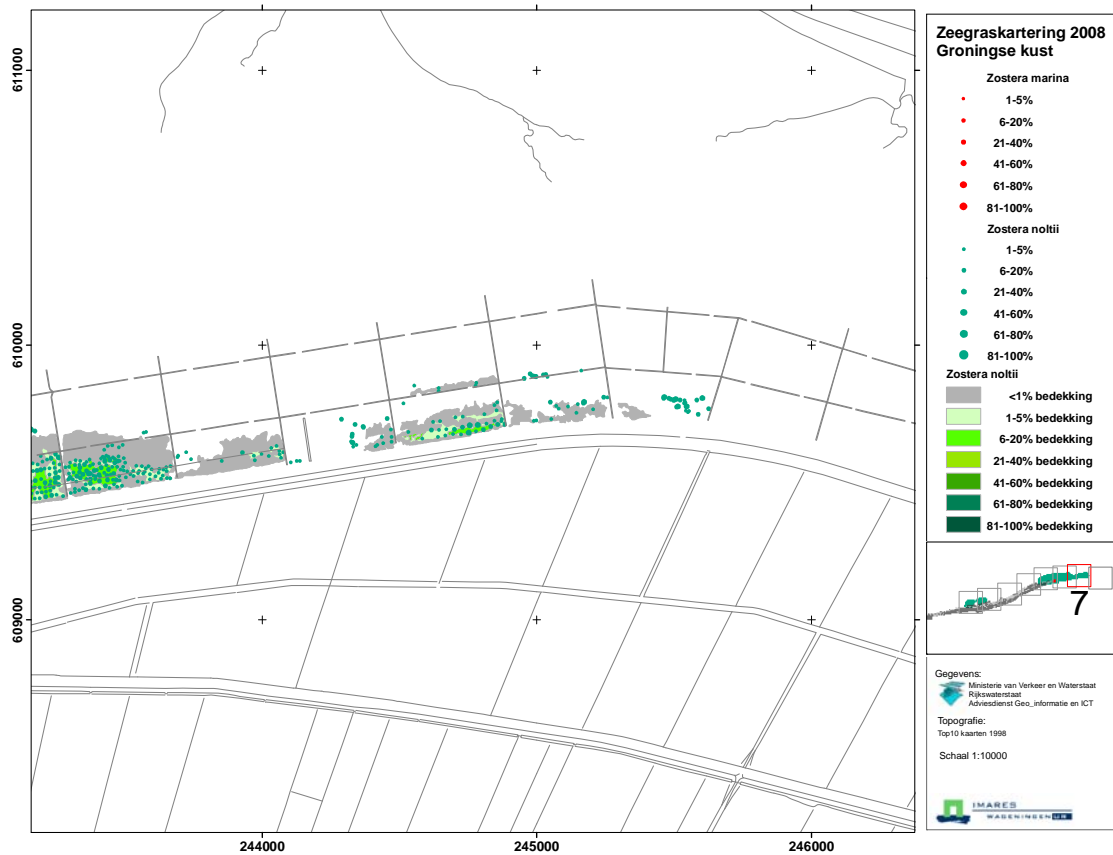 Zeegraskartering 2008
Groningse kust
Zostera marina
1-5%
6-20%
21-40%
41-60%
61-80%
81-100%
Zostera noltii
1-5%
6-20%
21-40%
41-60%
61-80%
81-100%
Zostera noltii
<1% bedekking
1-5% bedekking
6-20% bedekking
21-40% bedekking
41-60% bedekking
61-80% bedekking
81-100% bedekking
7
Gegevens:
Ministerie van Verkeer en Waterstaat
Rijkswaterstaat
Adviesdienst Geo_informatie en ICT
Topografie:
Top10 kaarten 1998
Schaal 1:10000
IMARES
WAGENINGEN UR
611000
610000
609000
244000
245000
246000